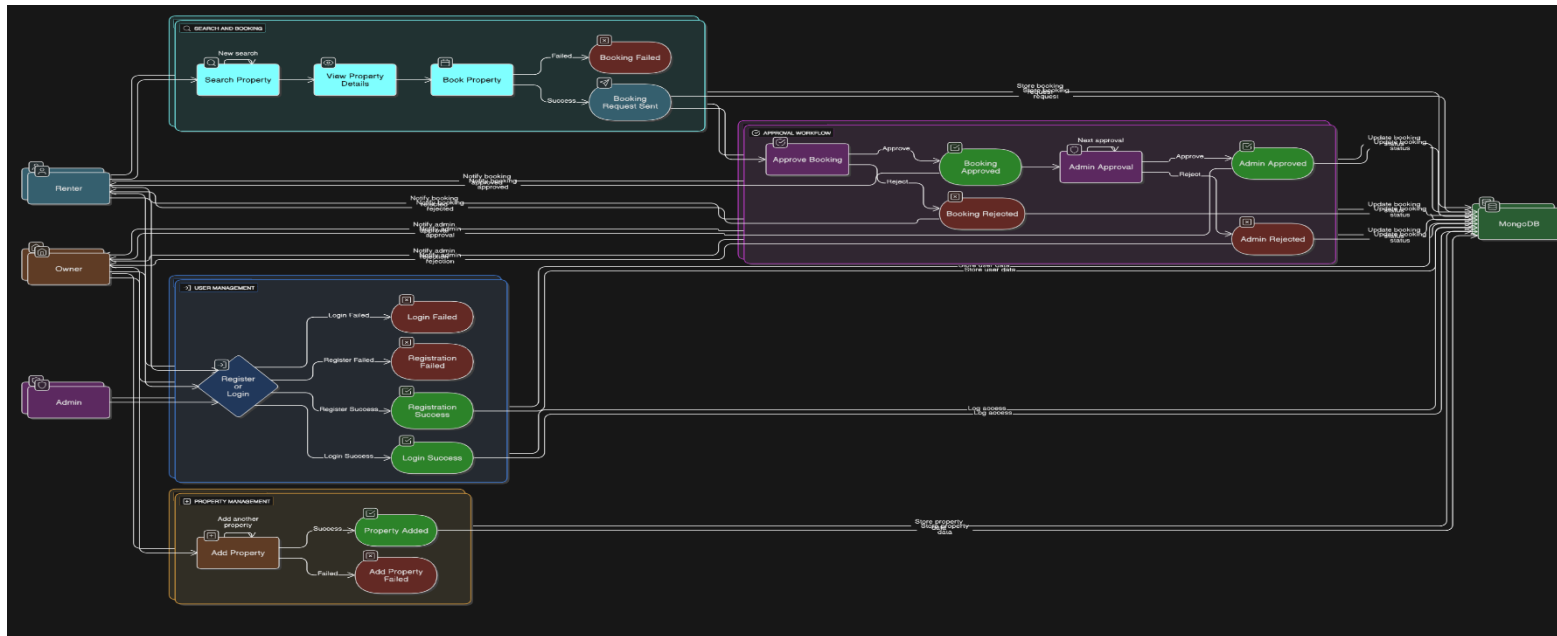 SEARCH AND BOOKING
New search
Search Property
View Property
Details
Book Property
Failed
Booking Failed
Success
Booking
Request Sent
Store booking
request
APPROVAL WORKFLOW
Approve Booking
Approve
Booking
Approved
Reject
Booking Rejected
Next approval
Admin Approval
Approve
Admin Approved
Reject
Admin Rejected
Update booking
status
Update booking
status
Update booking
status
MongoDB
Renter
Notify booking
approved
Notify booking
rejected
Owner
Notify admin
approval
Notify admin
rejection
Admin
USER MANAGEMENT
Register
or
Login
Login Failed
Login Failed
Register Failed
Registration
Failed
Register Success
Registration
Success
Login Success
Login Success
Store user data
Log access
Log access
PROPERTY MANAGEMENT
Add another
property
Add Property
Success
Property Added
Failed
Add Property
Failed
Store property
data